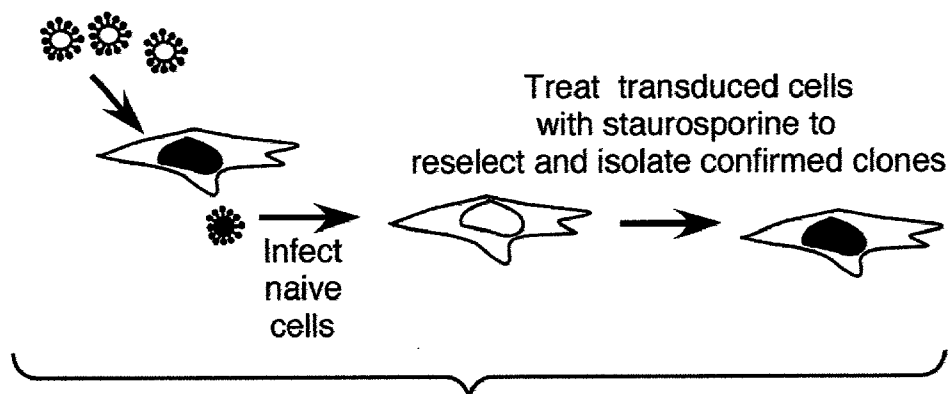 Treat transduced cells
with staurosporine to
reselect and isolate confirmed clones
Infect
naive
cells